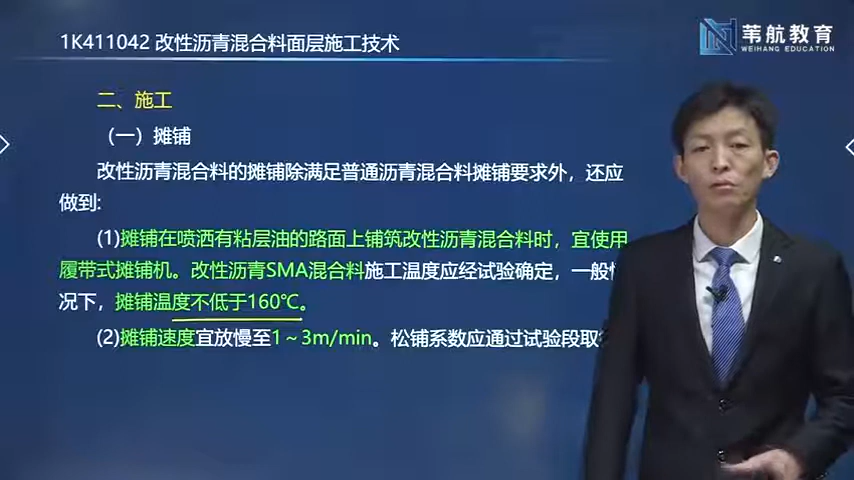 1K411042 改性沥青混合料面层施工技术
苇航教育
WEIHANG EDUCATION
二、施工
（一）摊铺
改性沥青混合料的摊铺除满足普通沥青混合料摊铺要求外，还应
做到:
(1)摊铺在喷洒有粘层油的路面上铺筑改性沥青混合料时，宜使用
履带式摊铺机。改性沥青SMA混合料施工温度应经试验确定，一般情
况下，摊铺温度不低于160℃。
(2)摊铺速度宜放慢至1～3m/min。松铺系数应通过试验段取